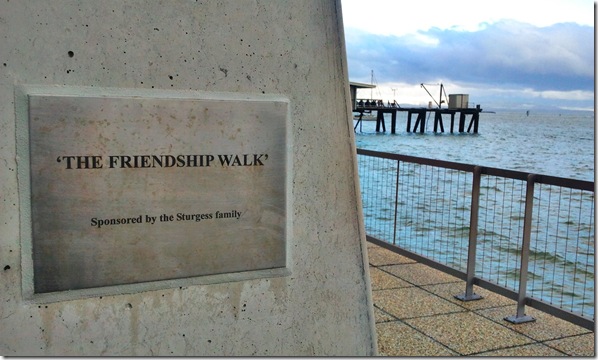 ‘THE FRIENDSHIP WALK’
Sponsored by the Sturgess family